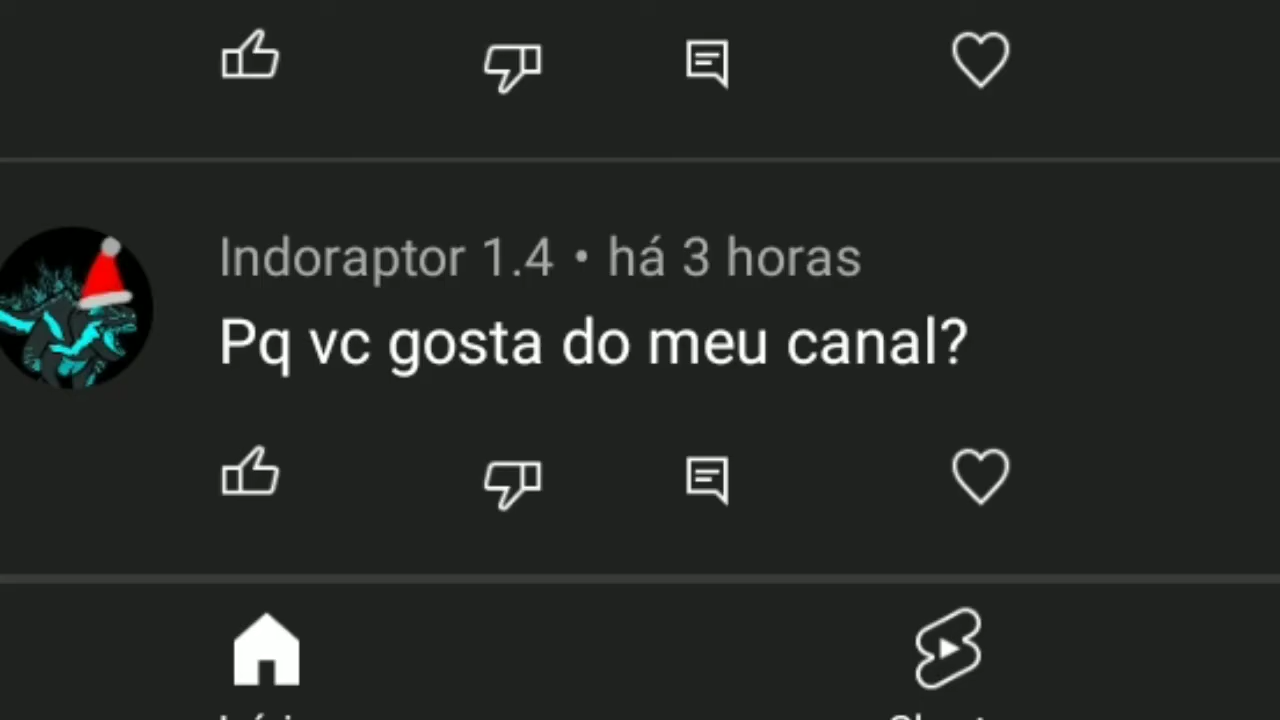 Indoraptor 1.4 • há 3 horas
Pq vc gosta do meu canal?